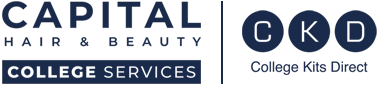 CAPITAL
HAIR & BEAUTY
COLLEGE SERVICES
C K D
College Kits Direct